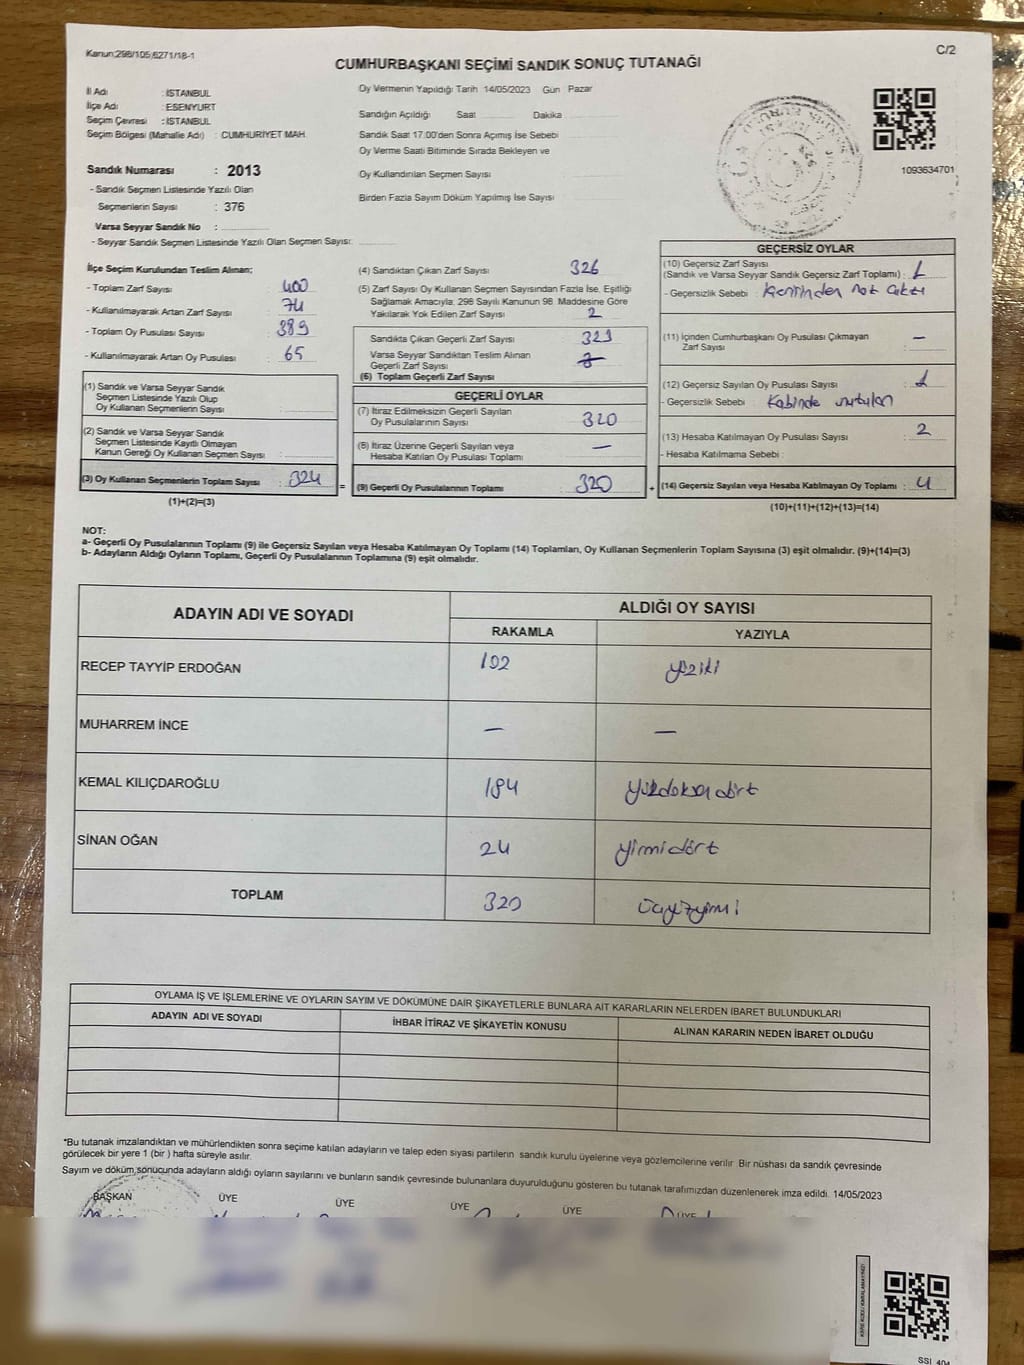 Kanun;298/105;6271/18-1
C/2
CUMHURBAŞKANI SEÇİMİ SANDIK SONUÇ TUTANAĞI
İl Adı : İSTANBUL
İlçe Adı : ESENYURT
Seçim Çevresi : İSTANBUL
Seçim Bölgesi (Mahalle Adı) : CUMHURİYET MAH.
Sandık Numarası : 2013
- Sandık Seçmen Listesinde Yazılı Olan
Seçmenlerin Sayısı : 376
Varsa Seyyar Sandık No :
- Seyyar Sandık Seçmen Listesinde Yazılı Olan Seçmen Sayısı:
Oy Vermenin Yapıldığı Tarih 14/05/2023 Gün Pazar
Sandığın Açıldığı Saat Dakika
Sandık Saat 17:00'den Sonra Açımış İse Sebebi
Oy Verme Saati Bitiminde Sırada Bekleyen ve
Oy Kullandırılan Seçmen Sayısı
Birden Fazla Sayım Döküm Yapılmış İse Sayısı
1093634701
İlçe Seçim Kurulundan Teslim Alınan;
- Toplam Zarf Sayısı : 400
- Kullanılmayarak Artan Zarf Sayısı : 74
- Toplam Oy Pusulası Sayısı : 389
- Kullanılmayarak Artan Oy Pusulası : 65
(1) Sandık ve Varsa Seyyar Sandık
Seçmen Listesinde Yazılı Olup
Oy Kullanan Seçmenlerin Sayısı :
(2) Sandık ve Varsa Seyyar Sandık
Seçmen Listesinde Kayıtlı Olmayan
Kanun Gereği Oy Kullanan Seçmen Sayısı :
(3) Oy Kullanan Seçmenlerin Toplam Sayısı : 324
(1)+(2)=(3)
(4) Sandıktan Çıkan Zarf Sayısı 326
(5) Zarf Sayısı Oy Kullanan Seçmen Sayısından Fazla İse, Eşitliği
Sağlamak Amacıyla, 298 Sayılı Kanunun 98. Maddesine Göre
Yakılarak Yok Edilen Zarf Sayısı 2
Sandıkta Çıkan Geçerli Zarf Sayısı 323
Varsa Seyyar Sandıktan Teslim Alınan
Geçerli Zarf Sayısı
(6) Toplam Geçerli Zarf Sayısı
GEÇERLİ OYLAR
(7) İtiraz Edilmeksizin Geçerli Sayılan
Oy Pusulalarının Sayısı 320
(8) İtiraz Üzerine Geçerli Sayılan veya
Hesaba Katılan Oy Pusulası Toplamı —
= (9) Geçerli Oy Pusulalarının Toplamı 320 +
GEÇERSİZ OYLAR
(10) Geçersiz Zarf Sayısı
(Sandık ve Varsa Seyyar Sandık Geçersiz Zarf Toplamı) : 1
- Geçersizlik Sebebi : içerisinden not çıktı
(11) İçinden Cumhurbaşkanı Oy Pusulası Çıkmayan
Zarf Sayısı : —
(12) Geçersiz Sayılan Oy Pusulası Sayısı : 1
- Geçersizlik Sebebi : Kabinde unutulan
(13) Hesaba Katılmayan Oy Pusulası Sayısı : 2
- Hesaba Katılmama Sebebi :
(14) Geçersiz Sayılan veya Hesaba Katılmayan Oy Toplamı : 4
(10)+(11)+(12)+(13)=(14)
NOT:
a- Geçerli Oy Pusulalarının Toplamı (9) ile Geçersiz Sayılan veya Hesaba Katılmayan Oy Toplamı (14) Toplamları, Oy Kullanan Seçmenlerin Toplam Sayısına (3) eşit olmalıdır. (9)+(14)=(3)
b- Adayların Aldığı Oyların Toplamı, Geçerli Oy Pusulalarının Toplamına (9) eşit olmalıdır.
ADAYIN ADI VE SOYADI ALDIĞI OY SAYISI
RAKAMLA YAZIYLA
RECEP TAYYİP ERDOĞAN 102 yüziki
MUHARREM İNCE — —
KEMAL KILIÇDAROĞLU 194 yüzdoksandört
SİNAN OĞAN 24 yirmidört
TOPLAM 320 üçyüzyirmi
OYLAMA İŞ VE İŞLEMLERİNE VE OYLARIN SAYIM VE DÖKÜMÜNE DAİR ŞİKAYETLERLE BUNLARA AİT KARARLARIN NELERDEN İBARET BULUNDUKLARI
ADAYIN ADI VE SOYADI İHBAR İTİRAZ VE ŞİKAYETİN KONUSU ALINAN KARARIN NEDEN İBARET OLDUĞU
*Bu tutanak imzalandıktan ve mühürlendikten sonra seçime katılan adayların ve talep eden siyasi partilerin sandık kurulu üyelerine veya gözlemcilerine verilir. Bir nüshası da sandık çevresinde
görülecek bir yere 1 (bir ) hafta süreyle asılır.
Sayım ve döküm sonucunda adayların aldığı oyların sayılarını ve bunların sandık çevresinde bulunanlara duyurulduğunu gösteren bu tutanak tarafımızdan düzenlenerek imza edildi. 14/05/2023
BAŞKAN ÜYE ÜYE ÜYE ÜYE ÜYE